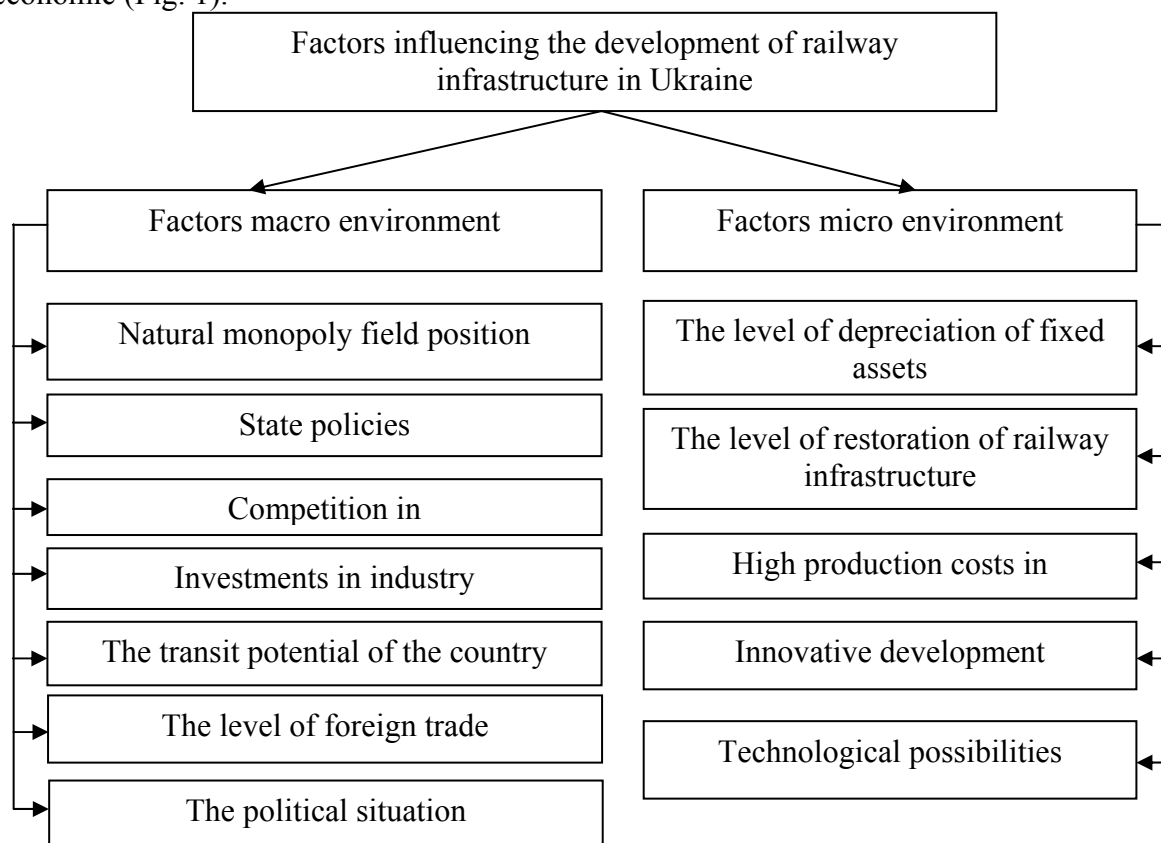 economic (Fig. 1).
Factors influencing the development of railway
infrastructure in Ukraine
Factors macro environment
Natural monopoly field position
State policies
Competition in
Investments in industry
The transit potential of the country
The level of foreign trade
The political situation
Factors micro environment
The level of depreciation of fixed
assets
The level of restoration of railway
infrastructure
High production costs in
Innovative development
Technological possibilities